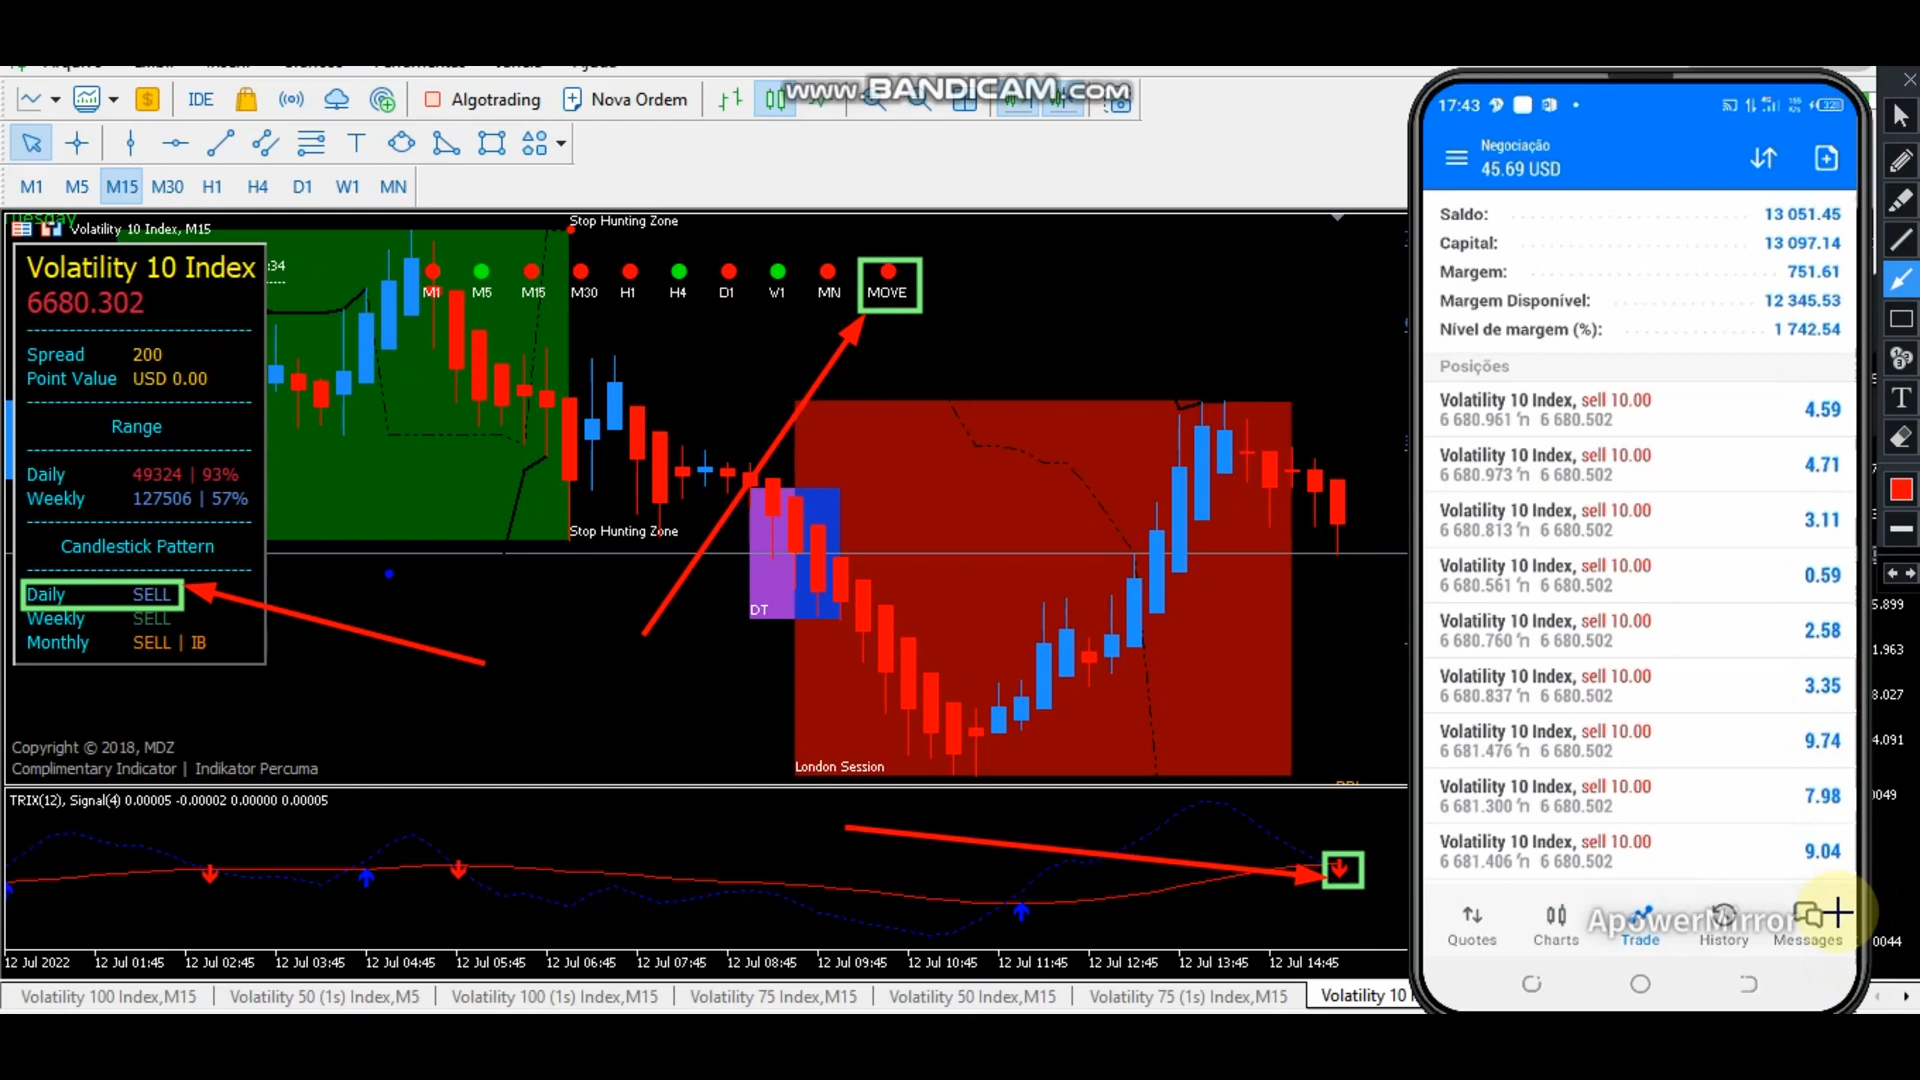 www.BANDICAM.com
IDE
Algotrading
Nova Ordem
M1 M5 M15 M30 H1 H4 D1 W1 MN
Volatility 10 Index, M15
Stop Hunting Zone
Volatility 10 Index
:34
6680.302
M1 M5 M15 M30 H1 H4 D1 W1 MN MOVE
Spread 200
Point Value USD 0.00
Range
Daily 49324 | 93%
Weekly 127506 | 57%
Stop Hunting Zone
Candlestick Pattern
Daily SELL
Weekly SELL
Monthly SELL | IB
DT
Copyright © 2018, MDZ
Complimentary Indicator | Indikator Percuma
London Session
TRIX(12), Signal(4) 0.00005 -0.00002 0.00000 0.00005
12 Jul 2022 12 Jul 01:45 12 Jul 02:45 12 Jul 03:45 12 Jul 04:45 12 Jul 05:45 12 Jul 06:45 12 Jul 07:45 12 Jul 08:45 12 Jul 09:45 12 Jul 10:45 12 Jul 11:45 12 Jul 12:45 12 Jul 13:45 12 Jul 14:45
Volatility 100 Index,M15 Volatility 50 (1s) Index,M5 Volatility 100 (1s) Index,M15 Volatility 75 Index,M15 Volatility 50 Index,M15 Volatility 75 (1s) Index,M15 Volatility 10
17:43
Negociação
45.69 USD
Saldo: 13 051.45
Capital: 13 097.14
Margem: 751.61
Margem Disponível: 12 345.53
Nível de margem (%): 1 742.54
Posições
Volatility 10 Index, sell 10.00
6 680.961 6 680.502
4.59
Volatility 10 Index, sell 10.00
6 680.973 6 680.502
4.71
Volatility 10 Index, sell 10.00
6 680.813 6 680.502
3.11
Volatility 10 Index, sell 10.00
6 680.561 6 680.502
0.59
Volatility 10 Index, sell 10.00
6 680.760 6 680.502
2.58
Volatility 10 Index, sell 10.00
6 680.837 6 680.502
3.35
Volatility 10 Index, sell 10.00
6 681.476 6 680.502
9.74
Volatility 10 Index, sell 10.00
6 681.300 6 680.502
7.98
Volatility 10 Index, sell 10.00
6 681.406 6 680.502
9.04
ApowerMirror
Quotes Charts Trade History Messages
5.899
1.963
8.027
4.091
0049
0044